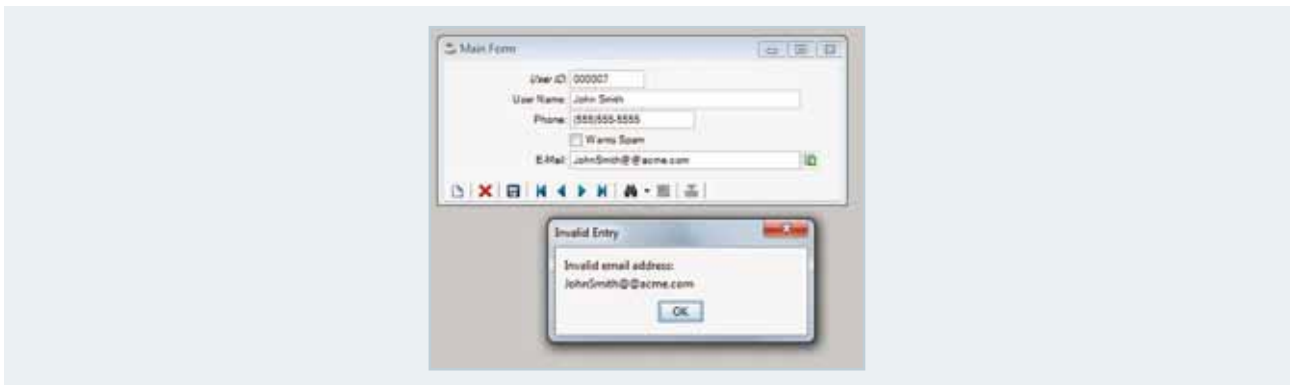 Main Form
User ID: 000007
User Name: John Smith
Phone: (555)555-5555
Wants Spam
E-Mail: JohnSmith@@acme.com
Invalid Entry
Invalid email address:
JohnSmith@@acme.com
OK